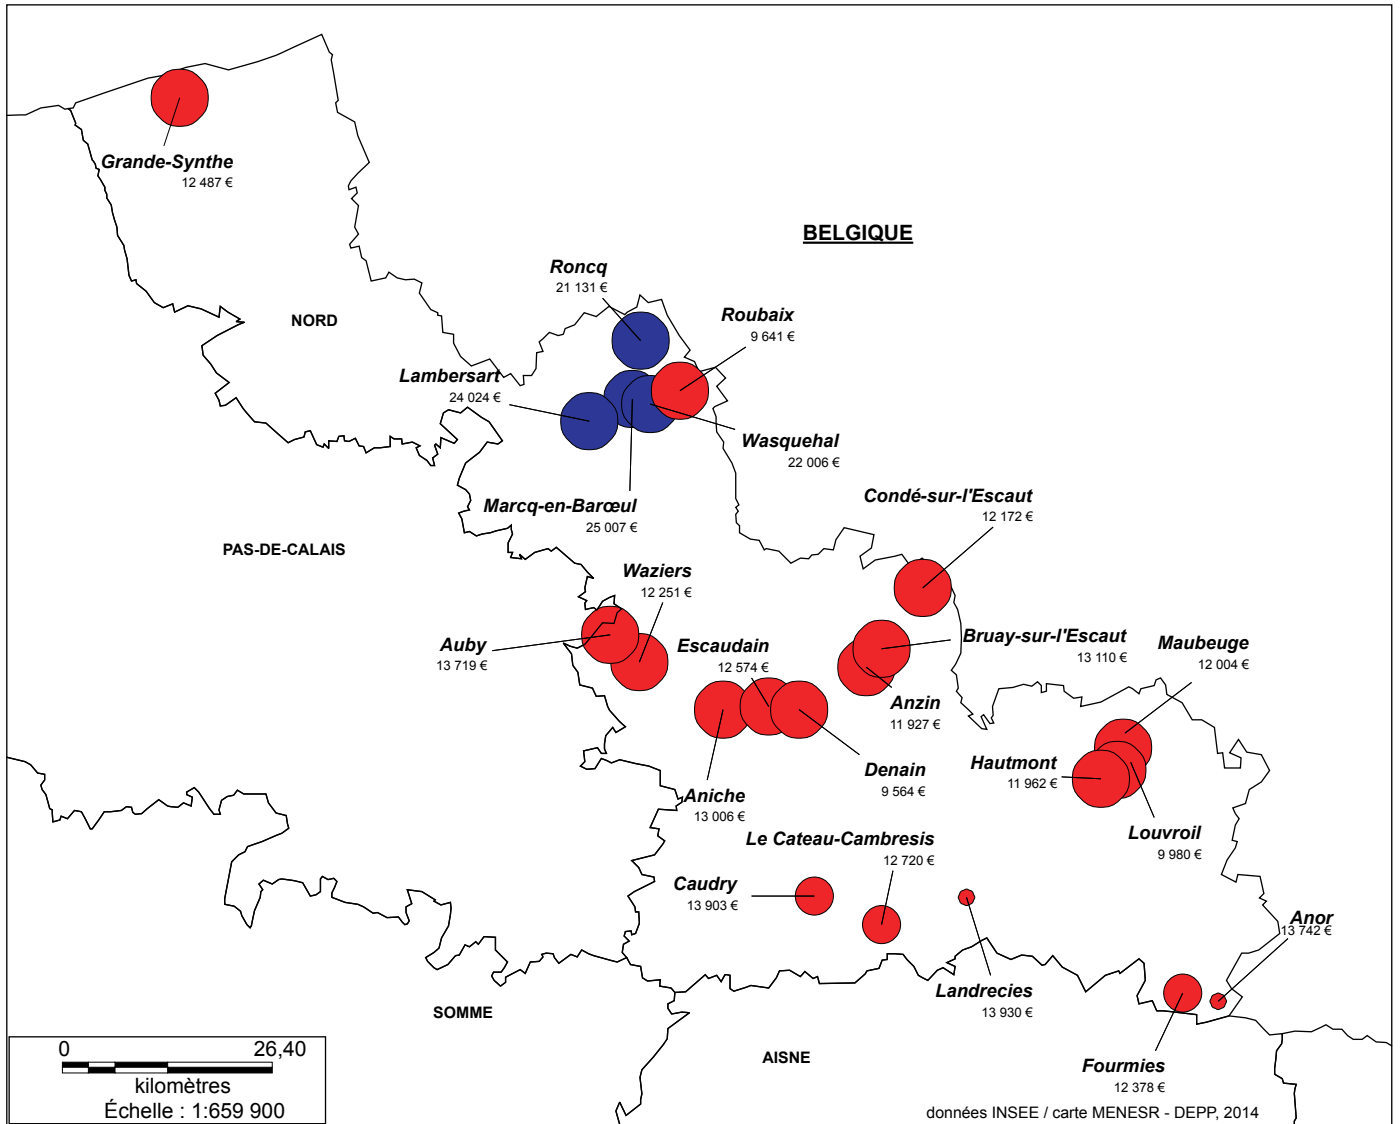 Grande-Synthe
12 487 €
BELGIQUE
Roncq
21 131 €
NORD
Roubaix
9 641 €
Lambersart
24 024 €
Wasquehal
22 006 €
Marcq-en-Barœul
25 007 €
Condé-sur-l'Escaut
12 172 €
PAS-DE-CALAIS
Waziers
12 251 €
Auby
13 719 €
Escaudain
12 574 €
Bruay-sur-l'Escaut
13 110 €
Maubeuge
12 004 €
Anzin
11 927 €
Denain
9 564 €
Hautmont
11 962 €
Aniche
13 006 €
Louvroil
9 980 €
Le Cateau-Cambresis
12 720 €
Caudry
13 903 €
Anor
13 742 €
Landrecies
13 930 €
SOMME
AISNE
Fourmies
12 378 €
0 26,40
kilomètres
Échelle : 1:659 900
données INSEE / carte MENESR - DEPP, 2014